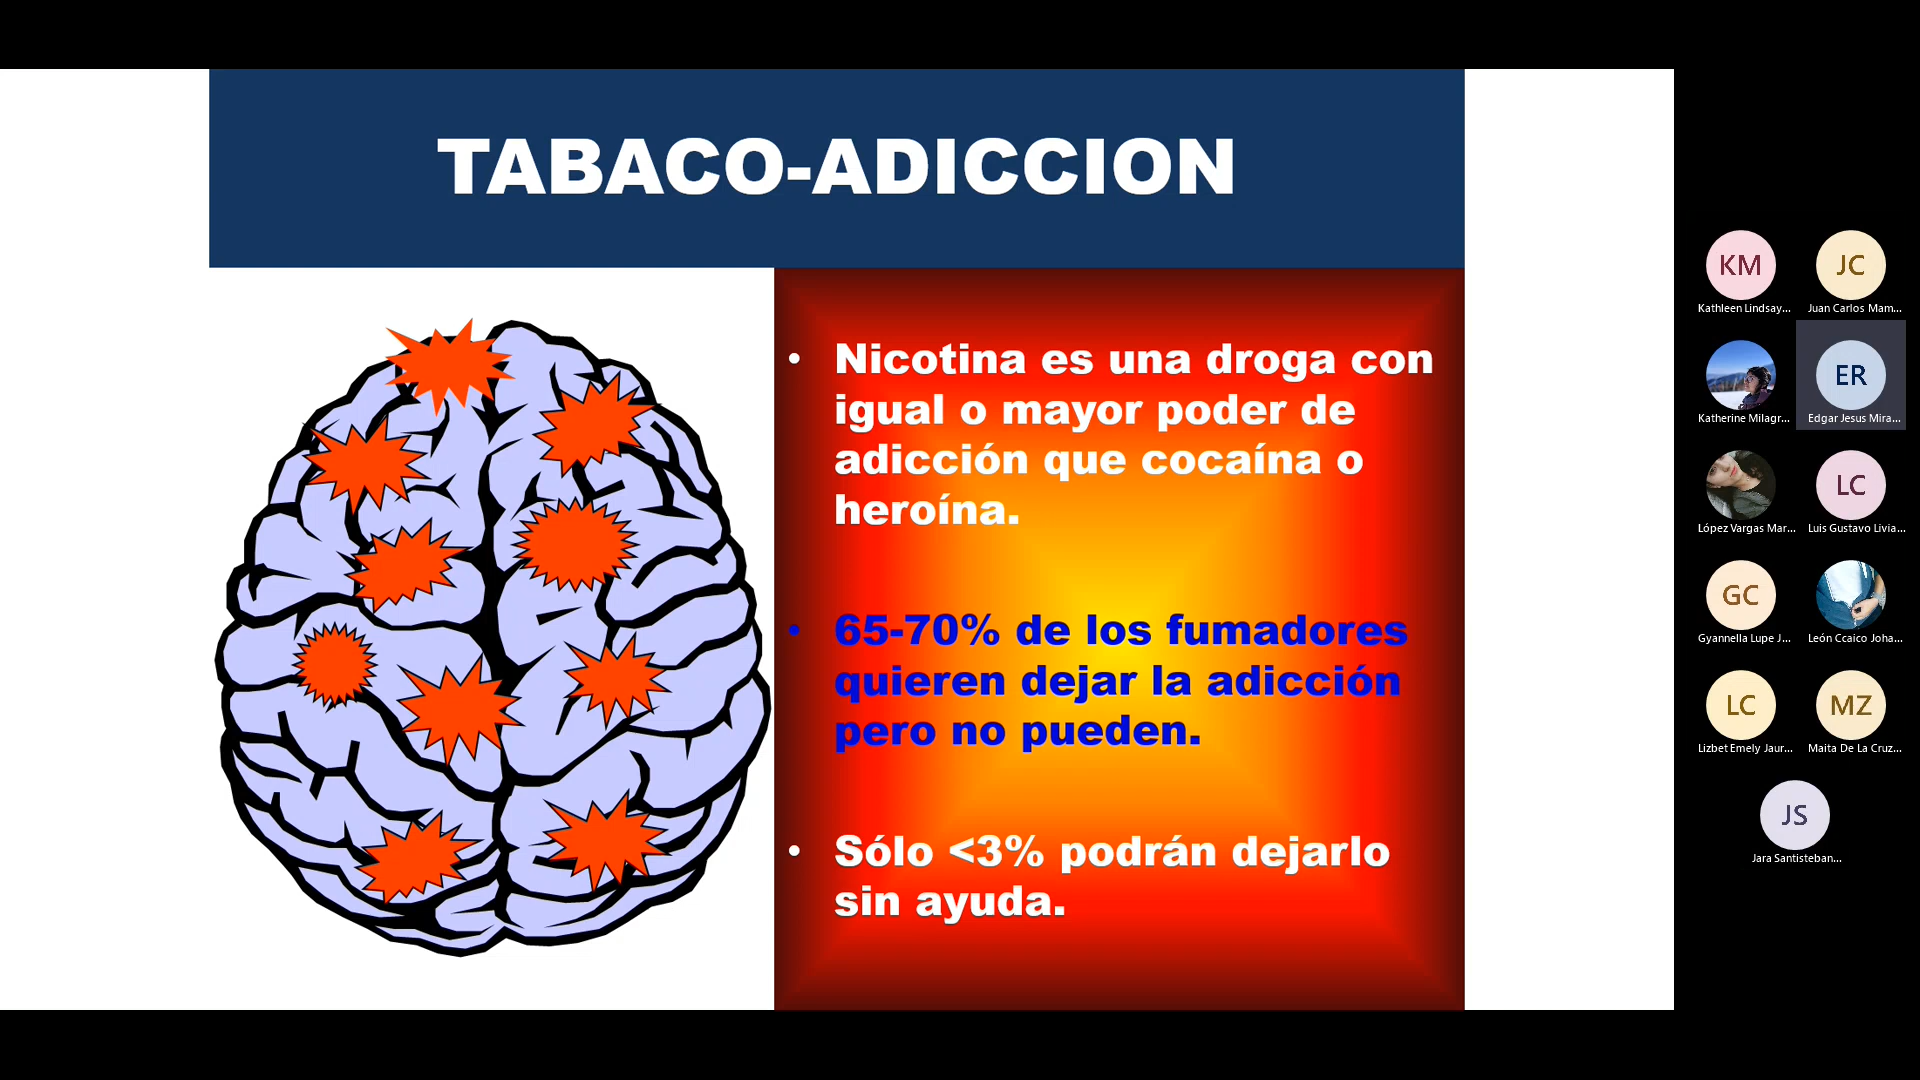 TABACO-ADICCION
• Nicotina es una droga con
igual o mayor poder de
adicción que cocaína o
heroína.
• 65-70% de los fumadores
quieren dejar la adicción
pero no pueden.
• Sólo <3% podrán dejarlo
sin ayuda.
KM
Kathleen Lindsay...
JC
Juan Carlos Mam...
Katherine Milagr...
ER
Edgar Jesus Mira...
López Vargas Mar...
LC
Luis Gustavo Livia...
GC
Gyannella Lupe J...
León Ccaico Joha...
LC
Lizbet Emely Jaur...
MZ
Maita De La Cruz...
JS
Jara Santisteban...